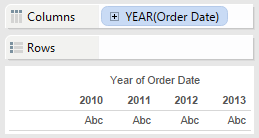 Columns YEAR(Order Date)
Rows
Year of Order Date
2010 2011 2012 2013
Abc Abc Abc Abc